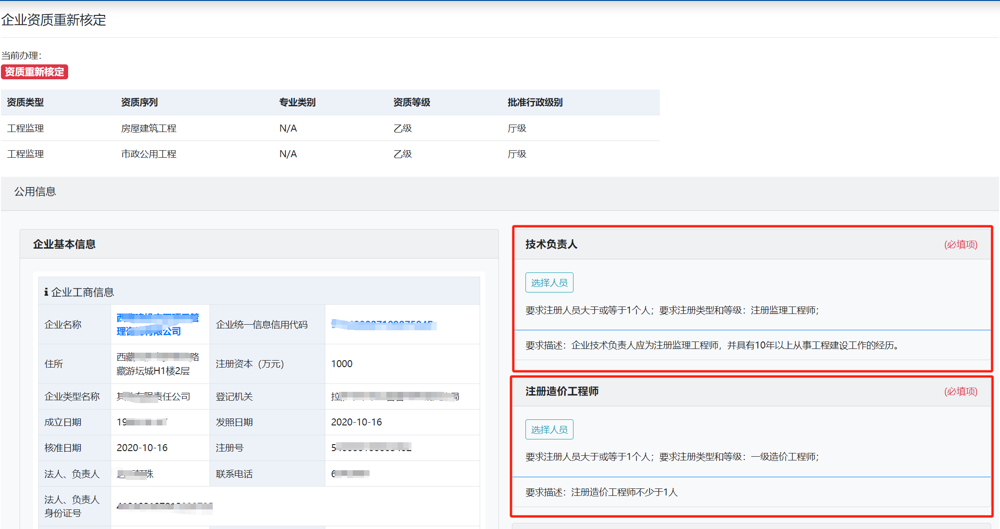 企业资质重新核定
当前办理：
资质重新核定
资质类型 资质序列 专业类别 资质等级 批准行政级别
工程监理 房屋建筑工程 N/A 乙级 厅级
工程监理 市政公用工程 N/A 乙级 厅级
公用信息
企业基本信息
企业工商信息
企业名称 西 管 企业统一信息信用代码
理 有限公司
住所 西藏 路 注册资本（万元） 1000
藏游坛城H1楼2层
企业类型名称 责任公司 登记机关 拉 局
成立日期 19 发照日期 2020-10-16
核准日期 2020-10-16 注册号 5
法人、负责人 珠 联系电话 6
法人、负责人
身份证号
技术负责人 (必填项)
选择人员
要求注册人员大于或等于1个人；要求注册类型和等级：注册监理工程师；
要求描述：企业技术负责人应为注册监理工程师，并具有10年以上从事工程建设工作的经历。
注册造价工程师 (必填项)
选择人员
要求注册人员大于或等于1个人；要求注册类型和等级：一级造价工程师；
要求描述：注册造价工程师不少于1人